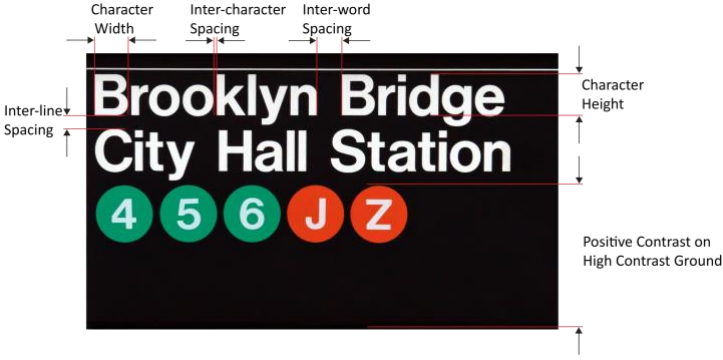 Character
Width
Inter-character
Spacing
Inter-word
Spacing
Inter-line
Spacing
Brooklyn Bridge
City Hall Station
4 5 6 J Z
Character
Height
Positive Contrast on
High Contrast Ground